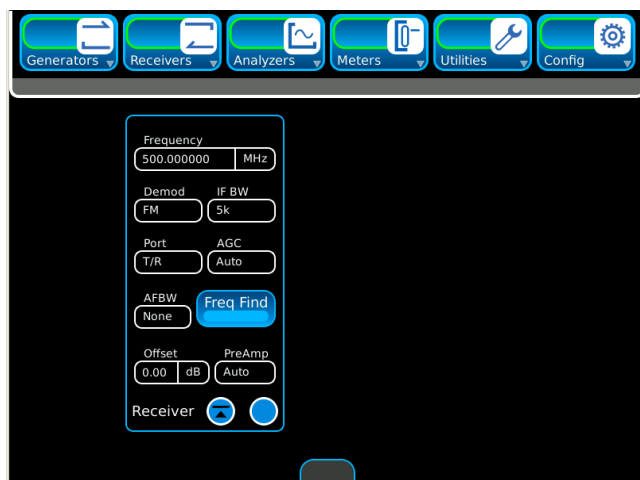 Generators Receivers Analyzers Meters Utilities Config
Frequency
500.000000 MHz
Demod IF BW
FM 5k
Port AGC
T/R Auto
AFBW Freq Find
None
Offset PreAmp
0.00 dB Auto
Receiver